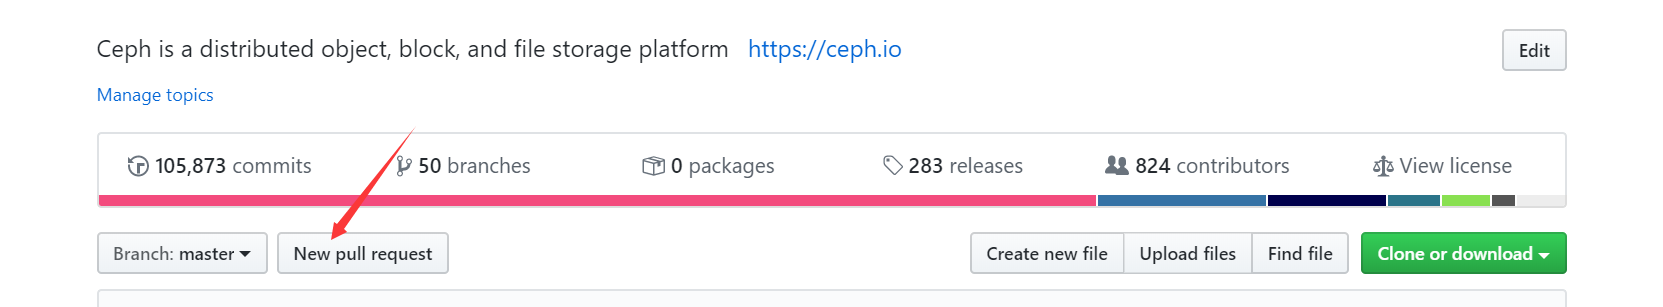 Ceph is a distributed object, block, and file storage platform https://ceph.io Edit
Manage topics
105,873 commits 50 branches 0 packages 283 releases 824 contributors View license
Branch: master New pull request Create new file Upload files Find file Clone or download